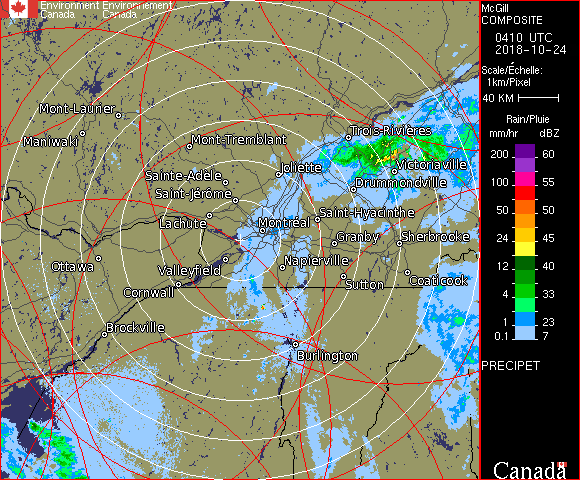 Environment Environnement
Canada Canada
McGill
COMPOSITE
0410 UTC
2018-10-24
Scale/Échelle:
1km/Pixel
40 KM
Rain/Pluie
mm/hr dBZ
200 60
100 55
50 50
24 45
12 40
4 33
1 23
0.1 7
PRECIPET
Canada
Mont-Laurier
Maniwaki
Mont-Tremblant
Trois-Rivières
Sainte-Adèle
Joliette
Victoriaville
Saint-Jérôme
Drummondville
Lachute
Montréal
Saint-Hyacinthe
Granby
Sherbrooke
Ottawa
Valleyfield
Napierville
Cornwall
Sutton
Coaticook
Brockville
Burlington